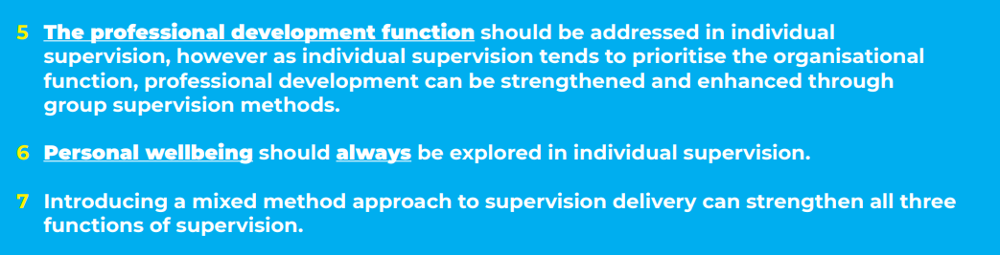 5 The professional development function should be addressed in individual
supervision, however as individual supervision tends to prioritise the organisational
function, professional development can be strengthened and enhanced through
group supervision methods.
6 Personal wellbeing should always be explored in individual supervision.
7 Introducing a mixed method approach to supervision delivery can strengthen all three
functions of supervision.